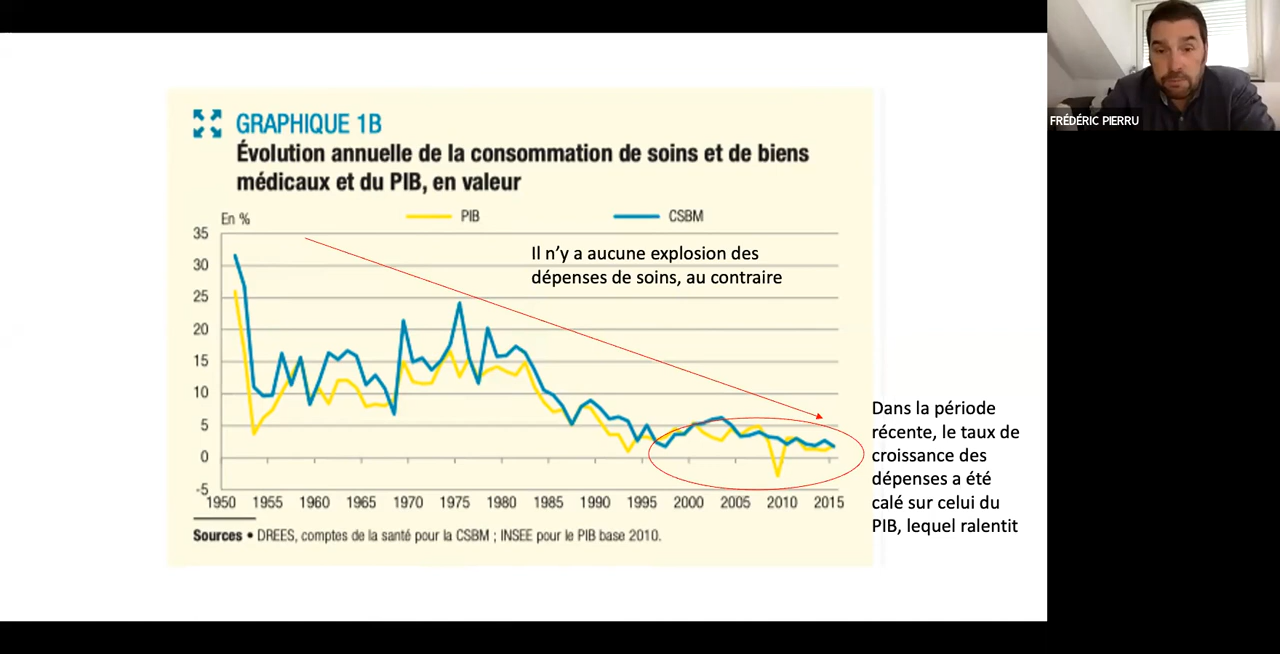 GRAPHIQUE 1B
Évolution annuelle de la consommation de soins et de biens
médicaux et du PIB, en valeur
En %
PIB
CSBM
35
30
25
20
15
10
5
0
-5
1950 1955 1960 1965 1970 1975 1980 1985 1990 1995 2000 2005 2010 2015
Il n’y a aucune explosion des
dépenses de soins, au contraire
Dans la période
récente, le taux de
croissance des
dépenses a été
calé sur celui du
PIB, lequel ralentit
Sources • DREES, comptes de la santé pour la CSBM ; INSEE pour le PIB base 2010.
FRÉDÉRIC PIERRU